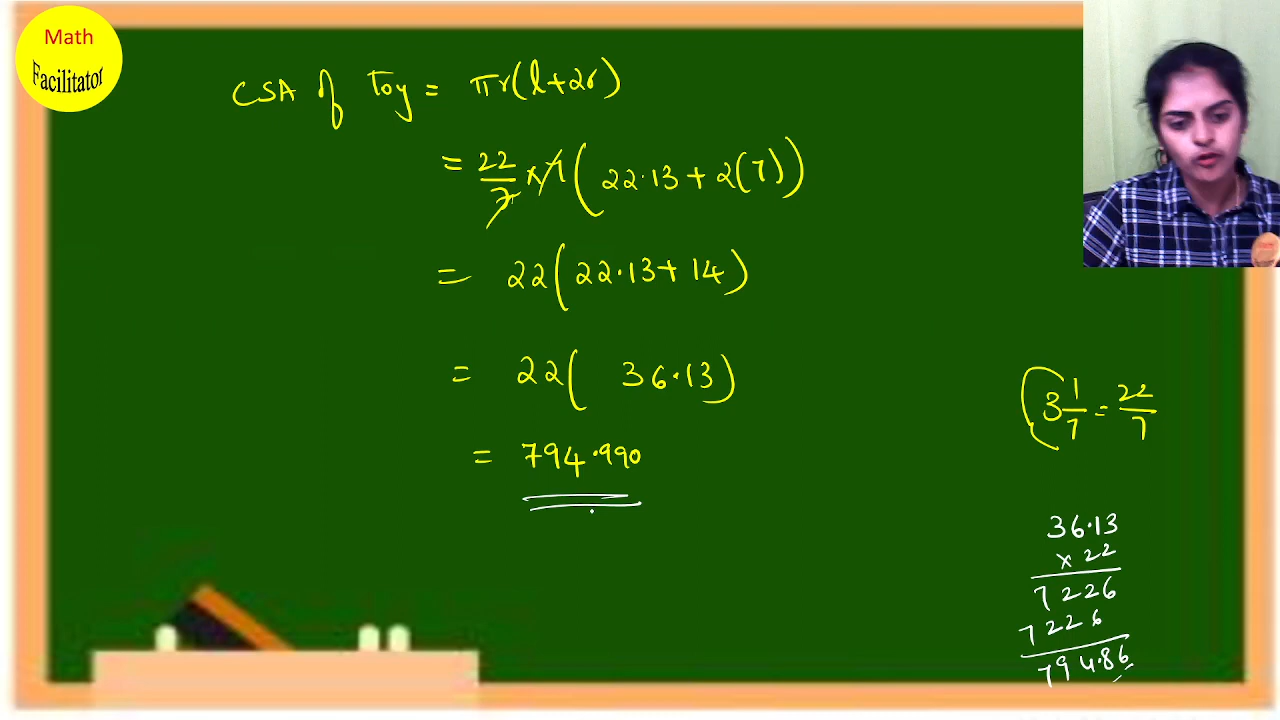 Math
Facilitator
CSA of Toy = πr(l+2r)
= 22/7 × 7 ( 22.13 + 2(7) )
= 22( 22.13 + 14 )
= 22( 36.13 )
= 794.990
3 1/7 = 22/7
36.13
× 22
7226
7226
794.86